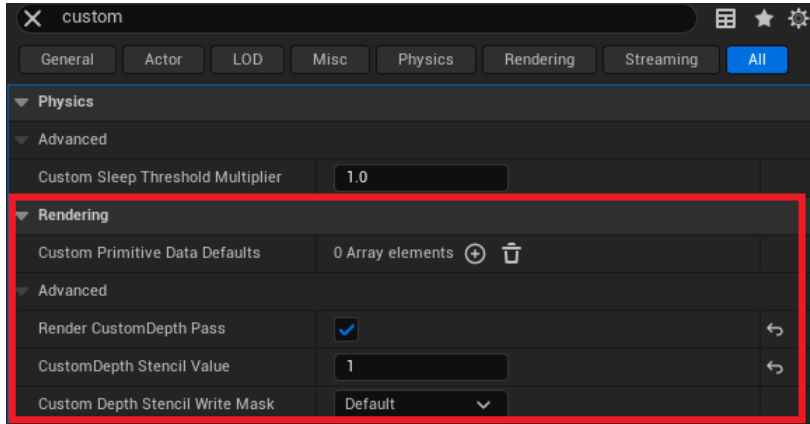 custom
General Actor LOD Misc Physics Rendering Streaming All
Physics
Advanced
Custom Sleep Threshold Multiplier 1.0
Rendering
Custom Primitive Data Defaults 0 Array elements
Advanced
Render CustomDepth Pass
CustomDepth Stencil Value 1
Custom Depth Stencil Write Mask Default